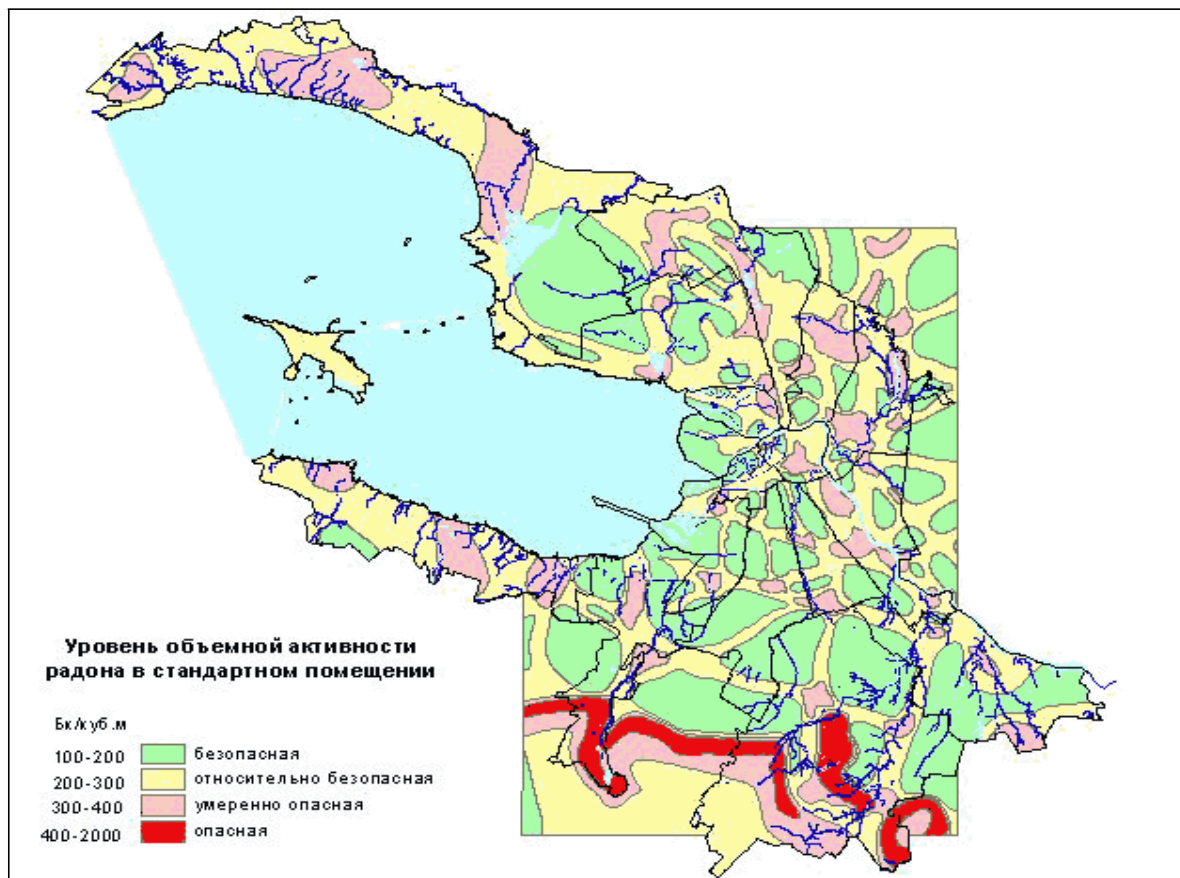 Уровень объемной активности
радона в стандартном помещении
Бк/куб.м
100-200 безопасная
200-300 относительно безопасная
300-400 умеренно опасная
400-2000 опасная